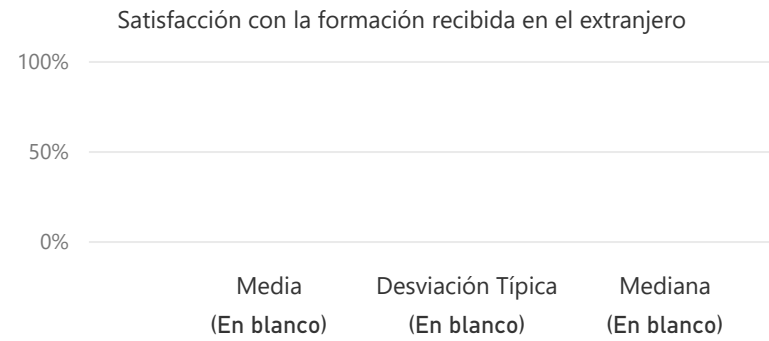 Satisfacción con la formación recibida en el extranjero
100%
50%
0%
Media Desviación Típica Mediana
(En blanco) (En blanco) (En blanco)